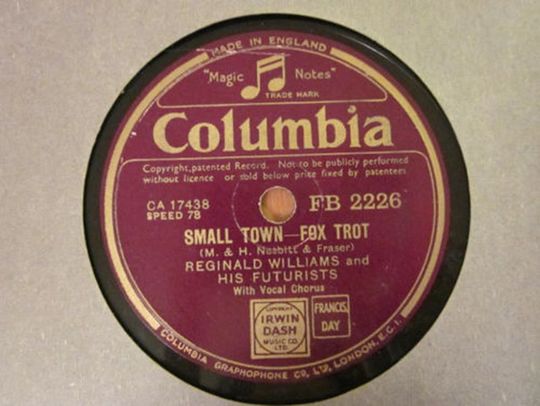 MADE IN ENGLAND
"Magic Notes"
TRADE MARK
Columbia
Copyright, patented Record. Not to be publicly performed
without licence or sold below price fixed by patentees
CA 17438
SPEED 78
FB 2226
SMALL TOWN—FOX TROT
(M. & H. Nesbitt & Fraser)
REGINALD WILLIAMS and
HIS FUTURISTS
With Vocal Chorus
COPYRIGHT
IRWIN
DASH
MUSIC CO.
LTD.
FRANCIS,
DAY
COLUMBIA GRAPHOPHONE CO, LTD, LONDON, E.C.1.